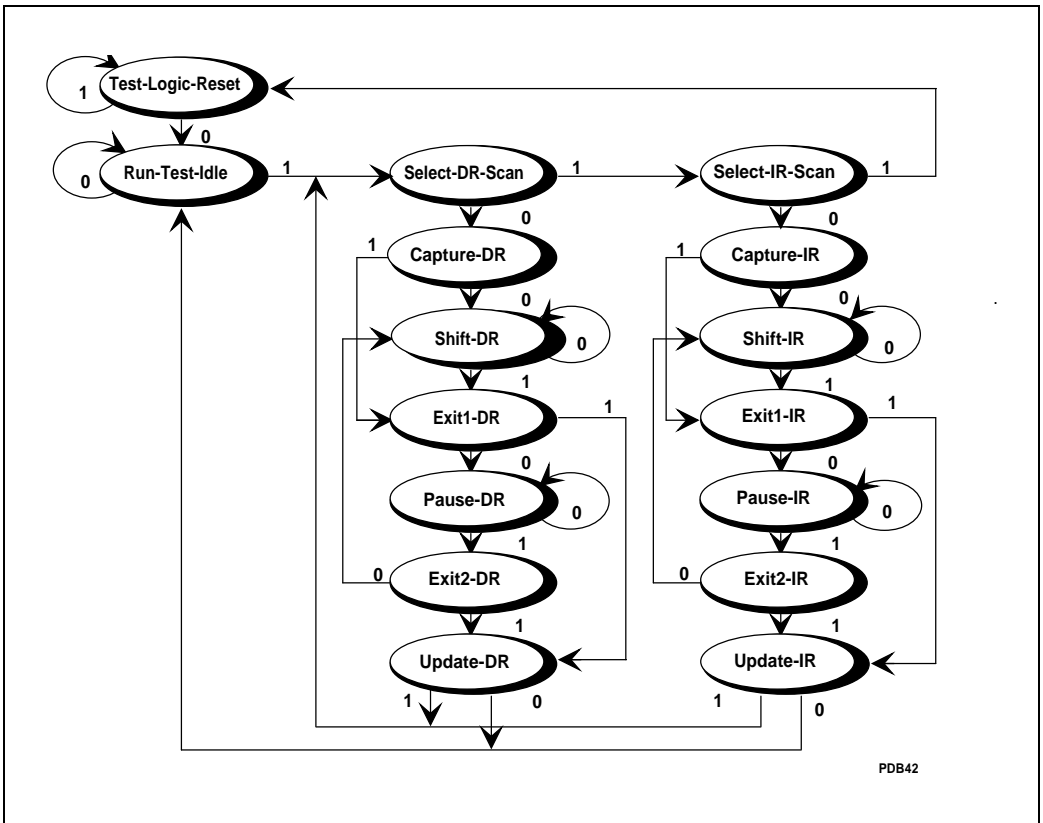 Test-Logic-Reset
1
0
Run-Test-Idle
0
1
Select-DR-Scan
1
Select-IR-Scan
1
0
0
1
Capture-DR
1
Capture-IR
0
0
Shift-DR
0
Shift-IR
0
1
1
Exit1-DR
1
Exit1-IR
1
0
0
Pause-DR
0
Pause-IR
0
1
1
0
Exit2-DR
0
Exit2-IR
1
1
Update-DR
Update-IR
1
0
1
0
PDB42